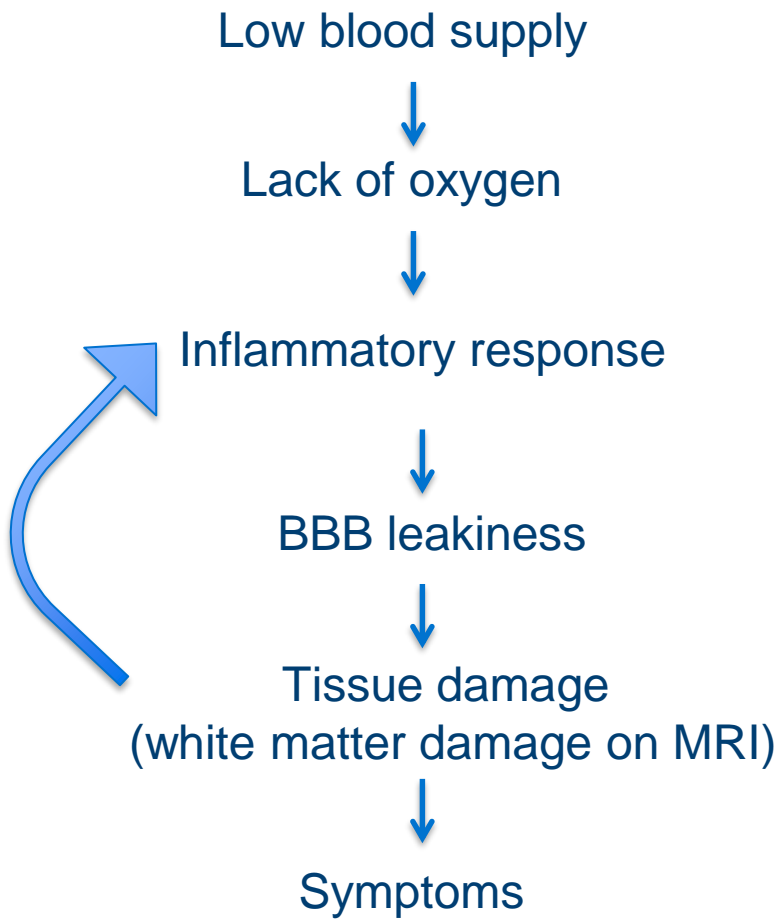 Low blood supply
Lack of oxygen
Inflammatory response
BBB leakiness
Tissue damage
(white matter damage on MRI)
Symptoms